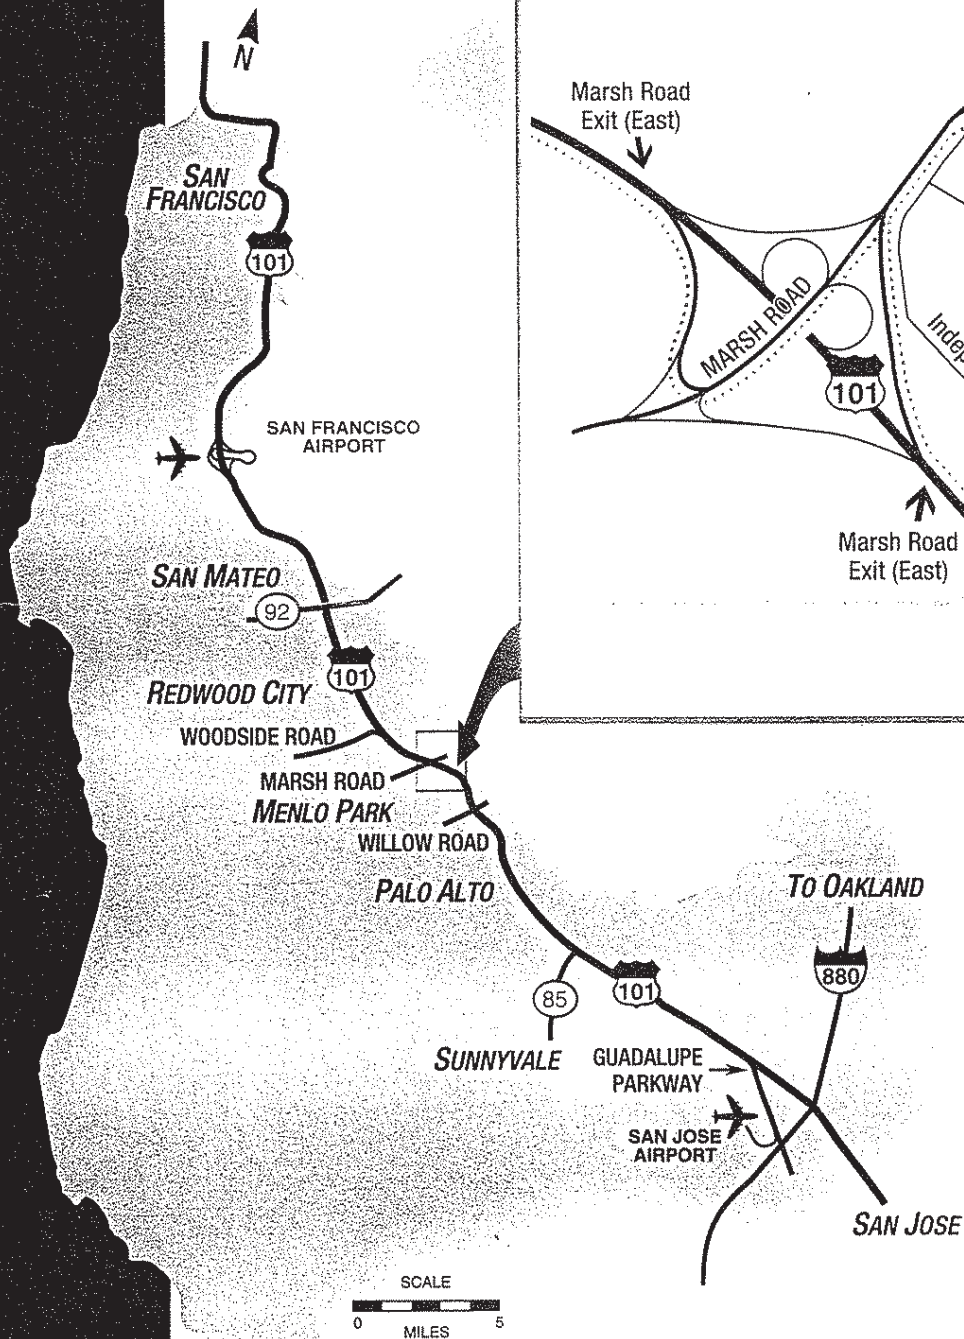 N
Marsh Road
Exit (East)
SAN
FRANCISCO
101
MARSH ROAD
101
SAN FRANCISCO
AIRPORT
Marsh Road
Exit (East)
SAN MATEO
92
101
REDWOOD CITY
WOODSIDE ROAD
MARSH ROAD
MENLO PARK
WILLOW ROAD
PALO ALTO
TO OAKLAND
880
85
101
SUNNYVALE
GUADALUPE
PARKWAY
SAN JOSE
AIRPORT
SAN JOSE
SCALE
0 5
MILES